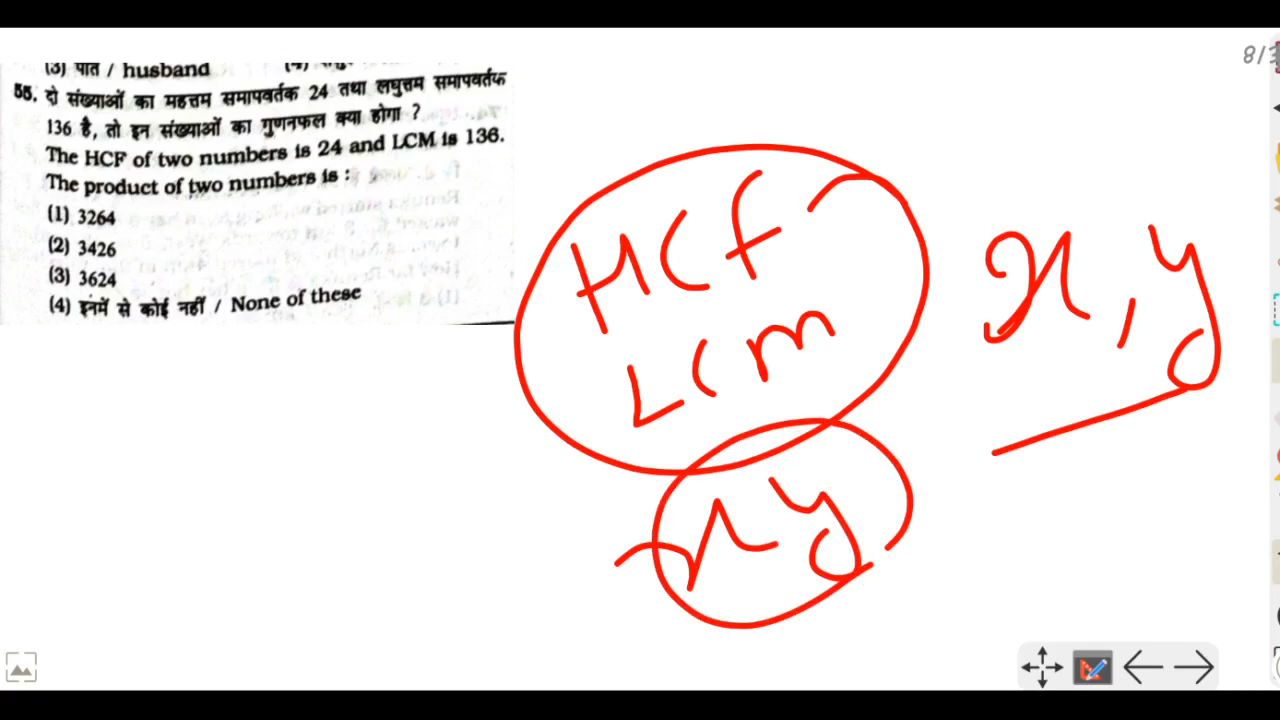 (3) पति / husband
55. दो संख्याओं का महत्तम समापवर्तक 24 तथा लघुत्तम समापवर्तक
136 है, तो इन संख्याओं का गुणनफल क्या होगा ?
The HCF of two numbers is 24 and LCM is 136.
The product of two numbers is :
(1) 3264
(2) 3426
(3) 3624
(4) इनमें से कोई नहीं / None of these
HCF
LCM
x, y
xy